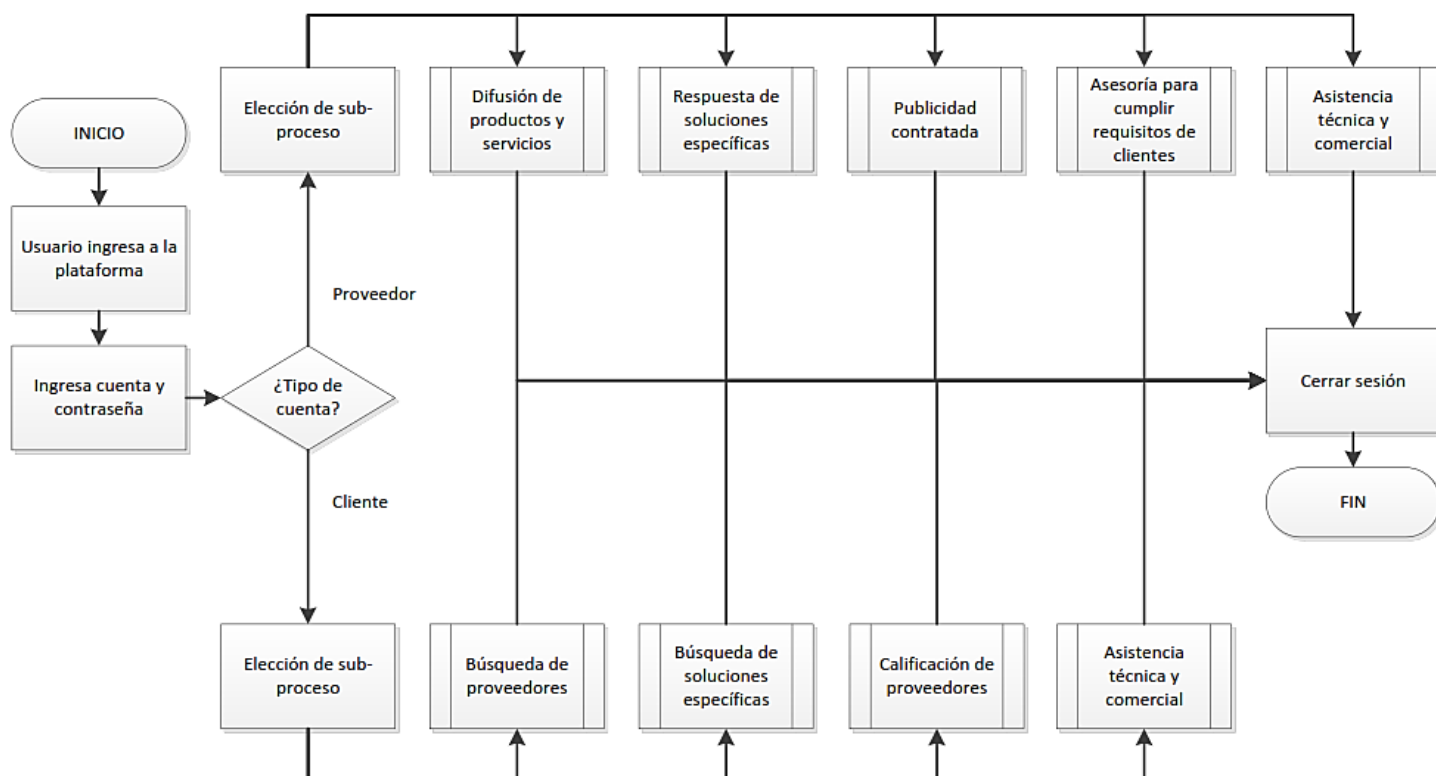 INICIO
Usuario ingresa a la
plataforma
Ingresa cuenta y
contraseña
¿Tipo de
cuenta?
Proveedor
Cliente
Elección de sub-
proceso
Difusión de
productos y
servicios
Respuesta de
soluciones
específicas
Publicidad
contratada
Asesoría para
cumplir
requisitos de
clientes
Asistencia
técnica y
comercial
Elección de sub-
proceso
Búsqueda de
proveedores
Búsqueda de
soluciones
específicas
Calificación de
proveedores
Asistencia
técnica y
comercial
Cerrar sesión
FIN